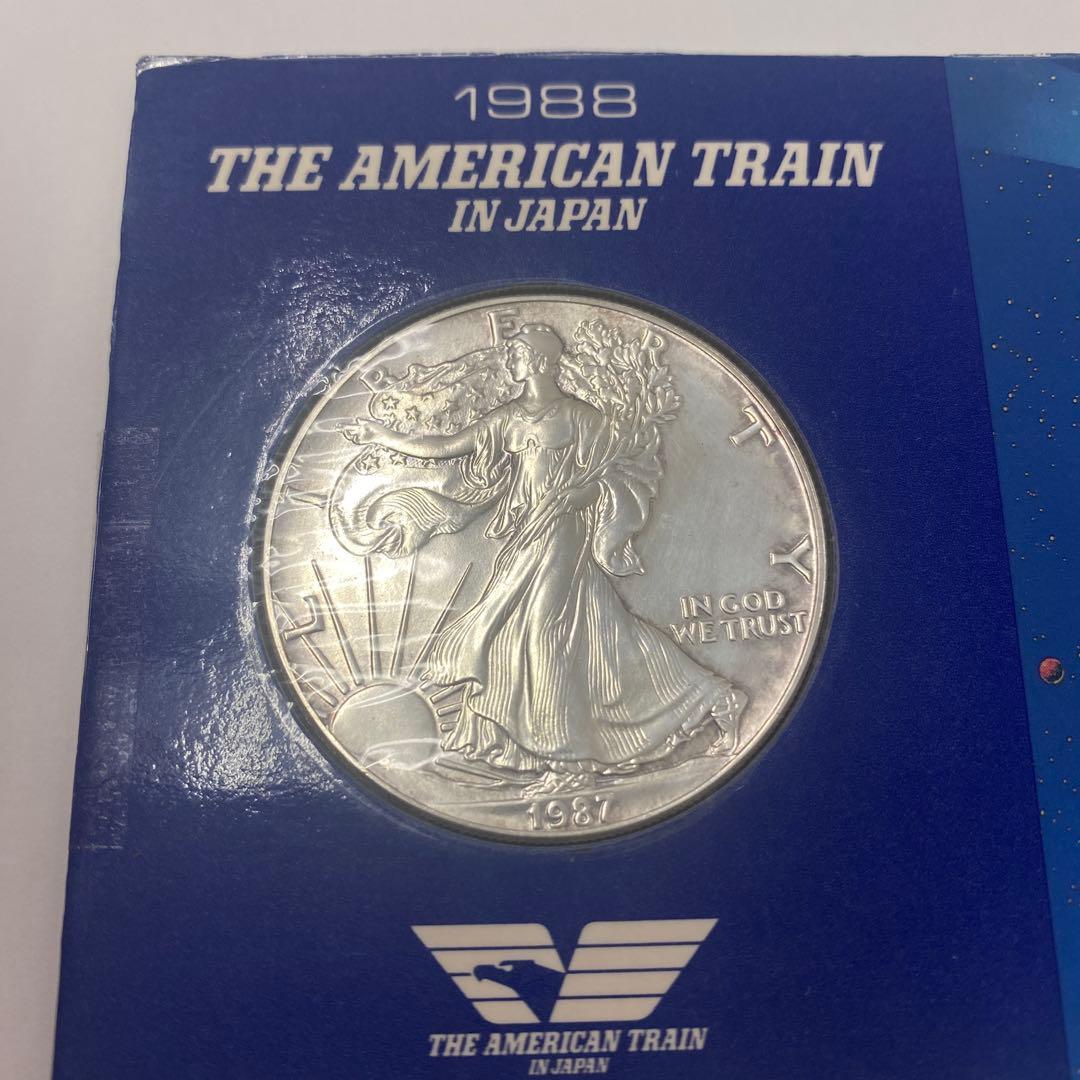 1988
THE AMERICAN TRAIN
IN JAPAN
LIBERTY
IN GOD
WE TRUST
1987
THE AMERICAN TRAIN
IN JAPAN